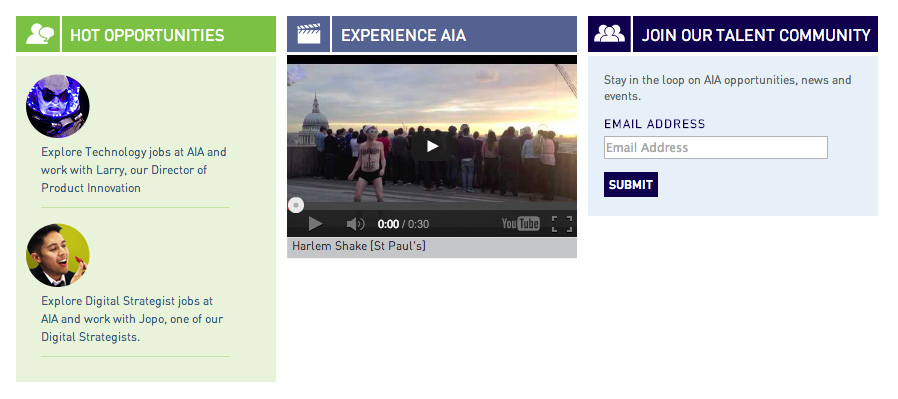 HOT OPPORTUNITIES
Explore Technology jobs at AIA and
work with Larry, our Director of
Product Innovation
Explore Digital Strategist jobs at
AIA and work with Jopo, one of our
Digital Strategists.
EXPERIENCE AIA
0:00 / 0:30
YouTube
Harlem Shake [St Paul's]
JOIN OUR TALENT COMMUNITY
Stay in the loop on AIA opportunities, news and
events.
EMAIL ADDRESS
Email Address
SUBMIT